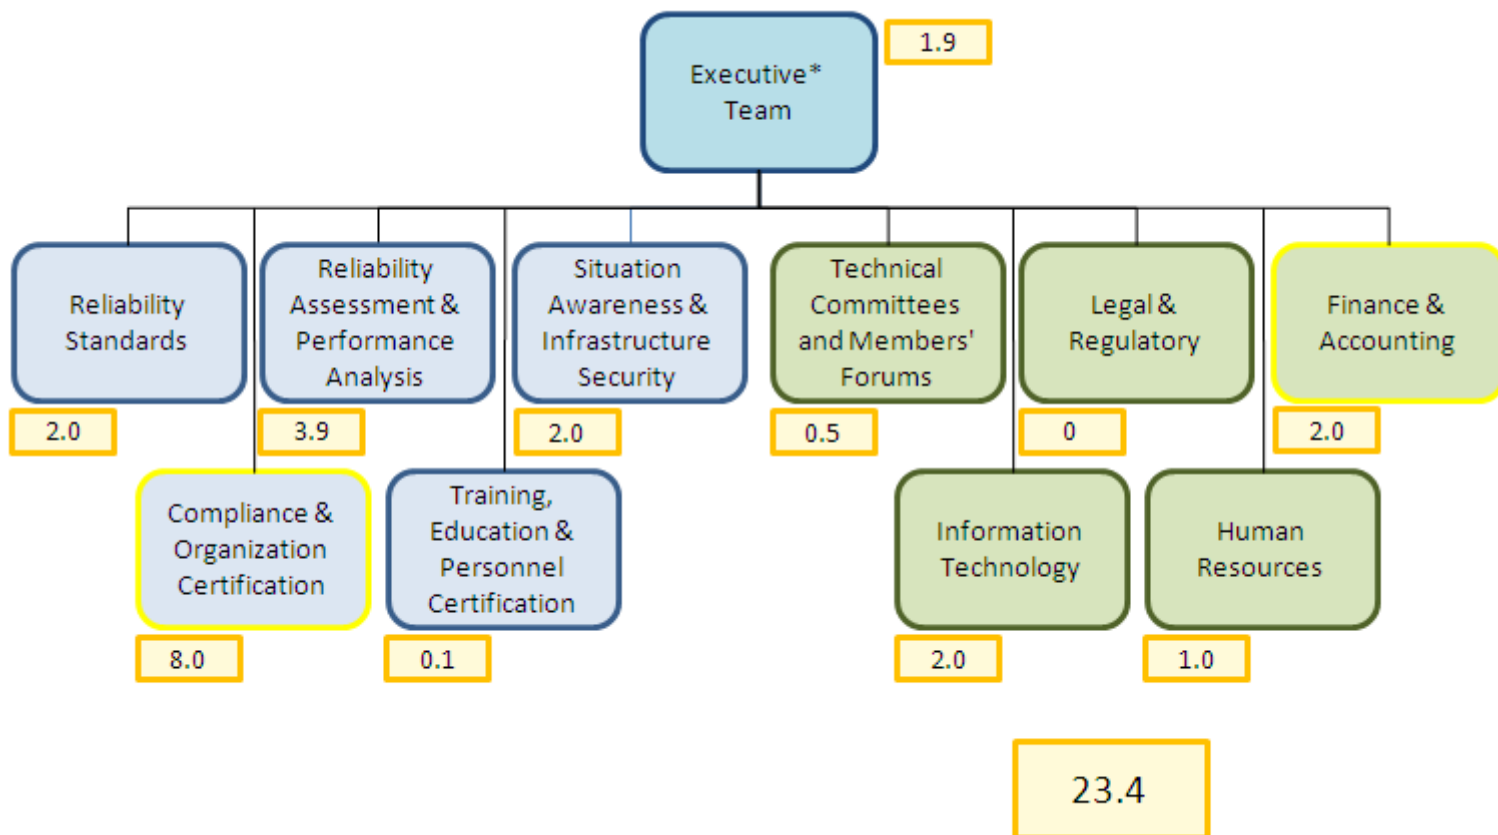 Executive*
Team
1.9
Reliability
Standards
2.0
Reliability
Assessment &
Performance
Analysis
3.9
Situation
Awareness &
Infrastructure
Security
2.0
Technical
Committees
and Members'
Forums
0.5
Legal &
Regulatory
0
Finance &
Accounting
2.0
Compliance &
Organization
Certification
8.0
Training,
Education &
Personnel
Certification
0.1
Information
Technology
2.0
Human
Resources
1.0
23.4